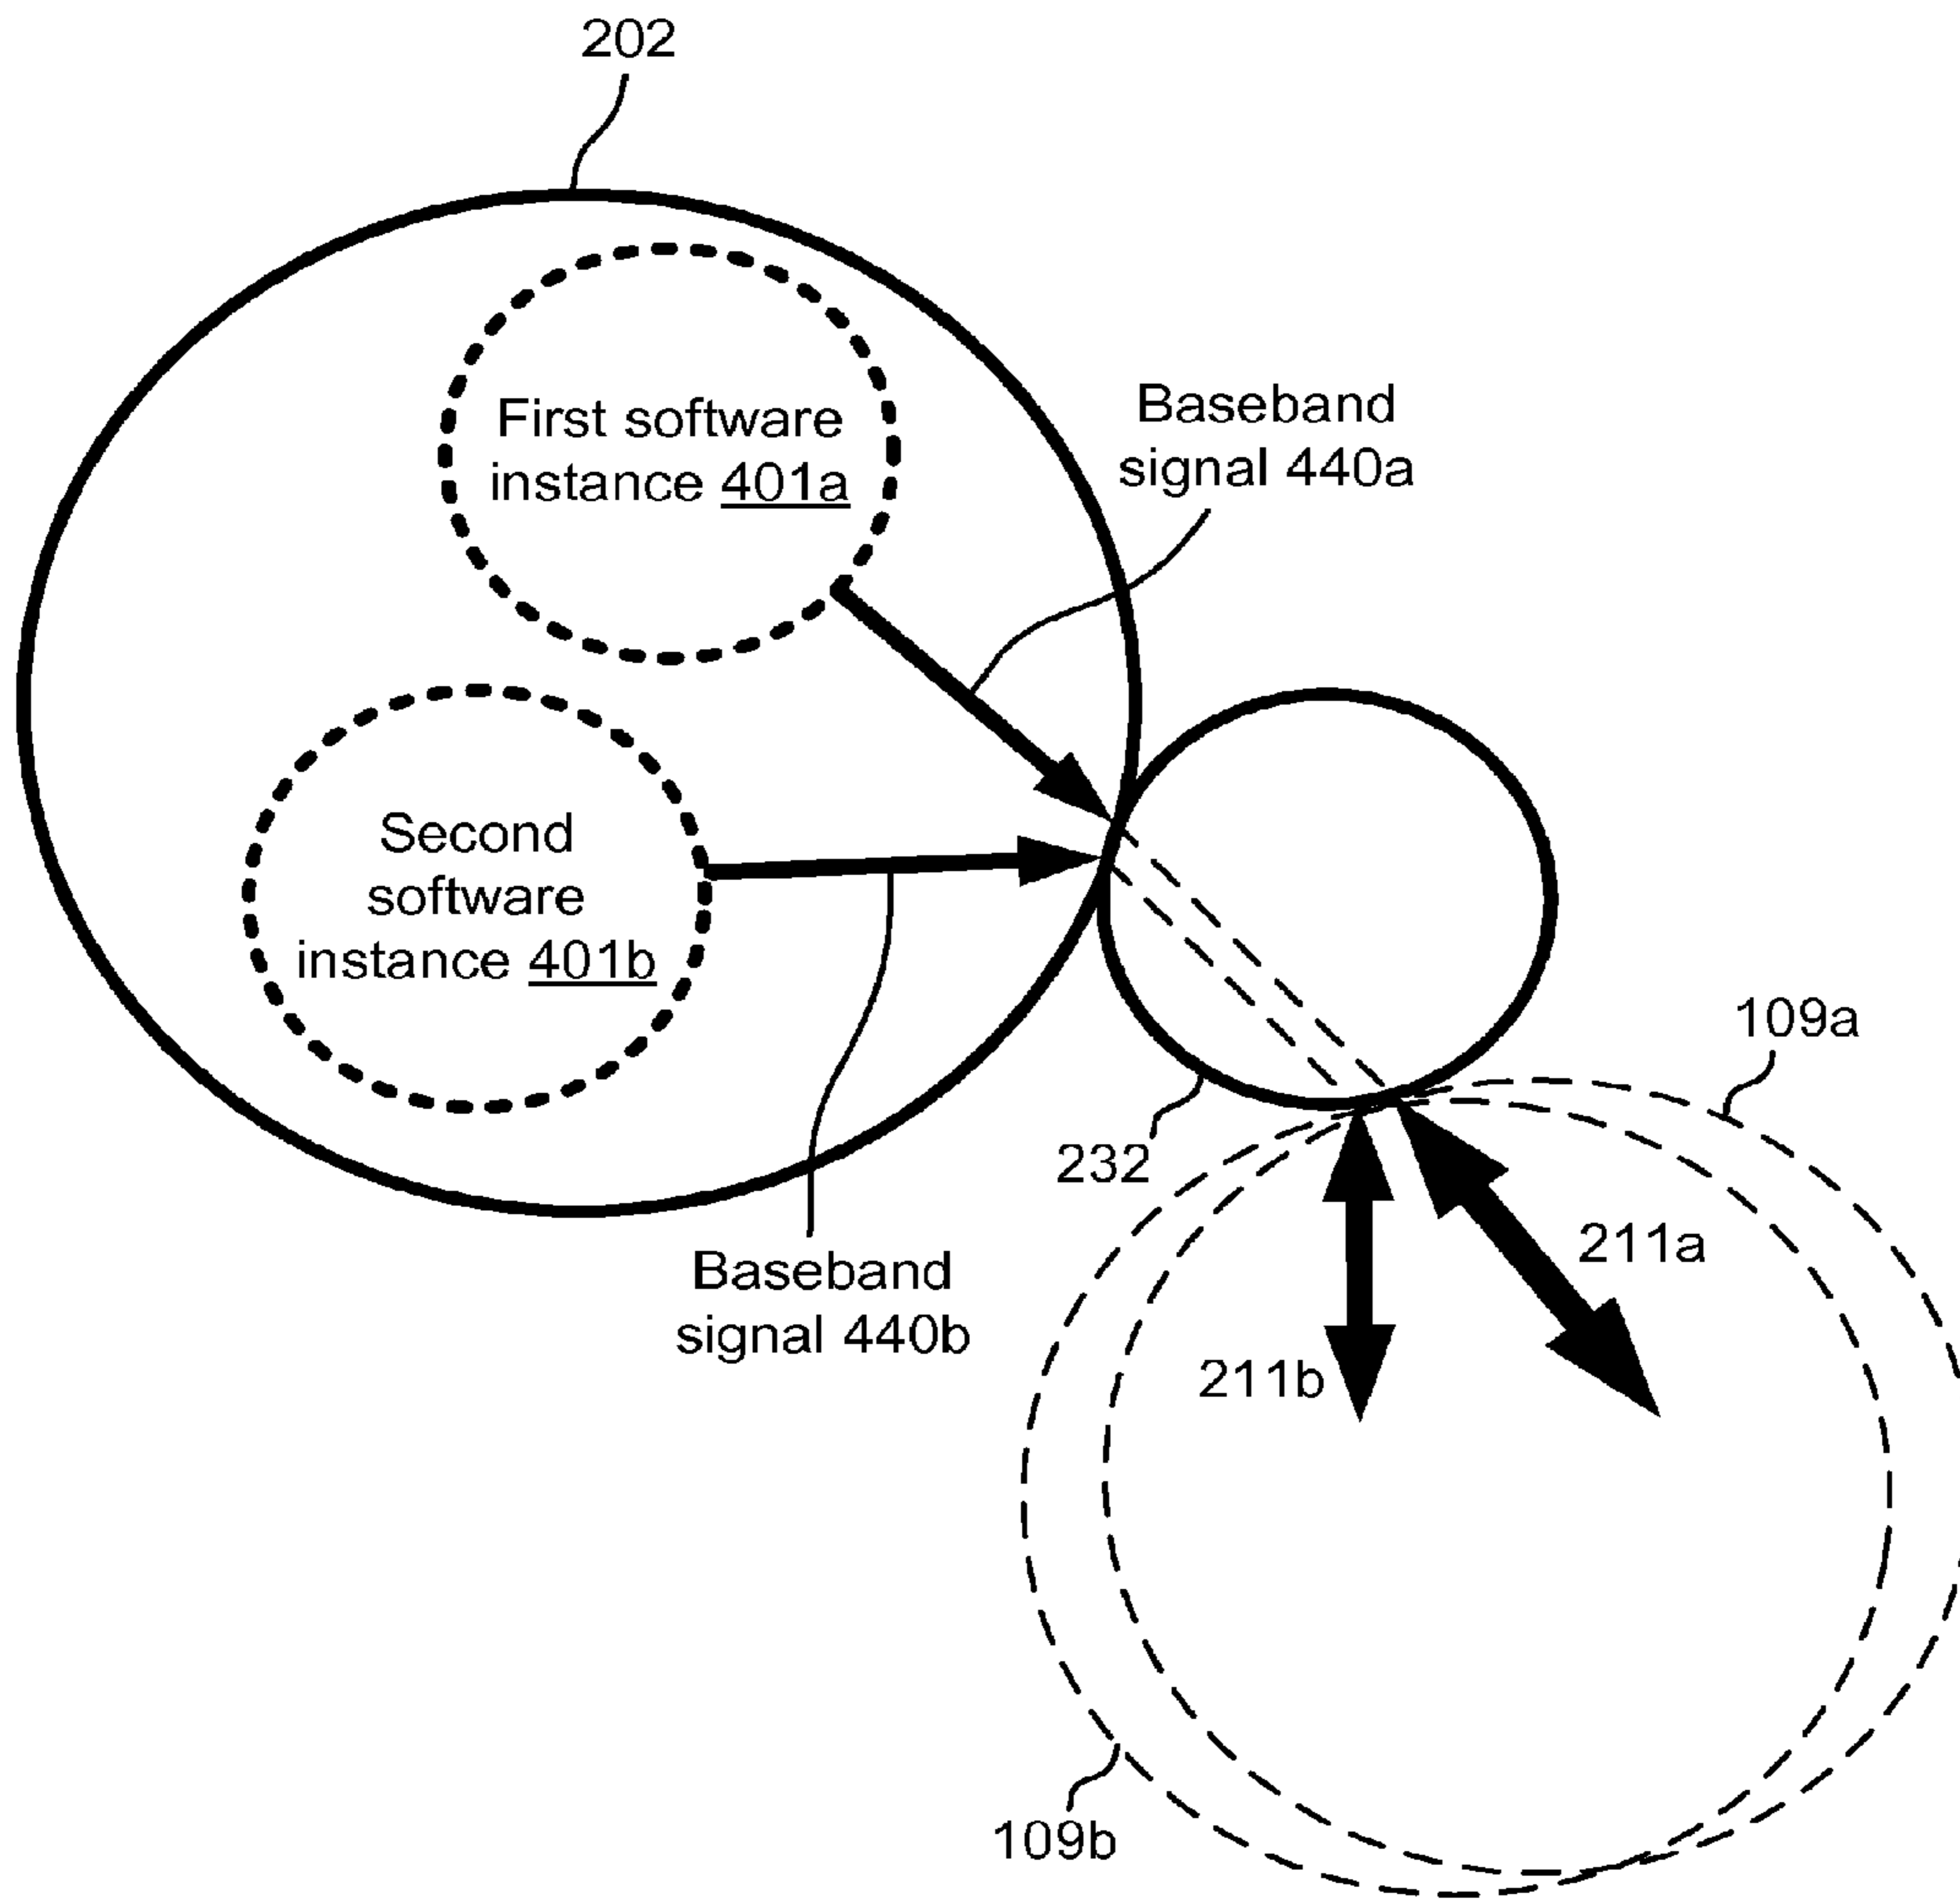 202
First software
instance 401a
Baseband
signal 440a
Second
software
instance 401b
109a
232
211a
Baseband
signal 440b
211b
109b